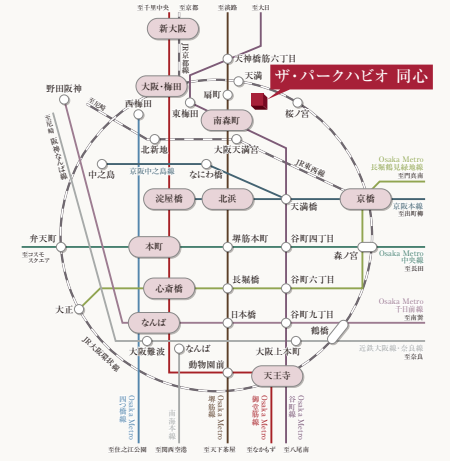 至千里中央
至京都
至淡路
至大日
新大阪
JR京都線
天神橋筋六丁目
ザ・パークハビオ 同心
天満
大阪・梅田
扇町
野田阪神
至尼崎
西梅田
東梅田
桜ノ宮
南森町
至尼崎
阪神なんば線
北新地
大阪天満宮
JR東西線
Osaka Metro
長堀鶴見緑地線
至門真南
中之島
京阪中之島線
なにわ橋
淀屋橋
北浜
天満橋
京橋
京阪本線
至出町柳
弁天町
本町
堺筋本町
谷町四丁目
森ノ宮
至コスモ
スクエア
Osaka Metro
中央線
至長田
心斎橋
長堀橋
谷町六丁目
Osaka Metro
千日前線
至南巽
大正
なんば
日本橋
谷町九丁目
鶴橋
JR大阪環状線
大阪難波
なんば
大阪上本町
近鉄大阪線・奈良線
至奈良
動物園前
天王寺
Osaka Metro
四つ橋線
南海本線
Osaka Metro
堺筋線
Osaka Metro
御堂筋線
Osaka Metro
谷町線
至住之江公園
至関西空港
至天下茶屋
至なかもず
至八尾南